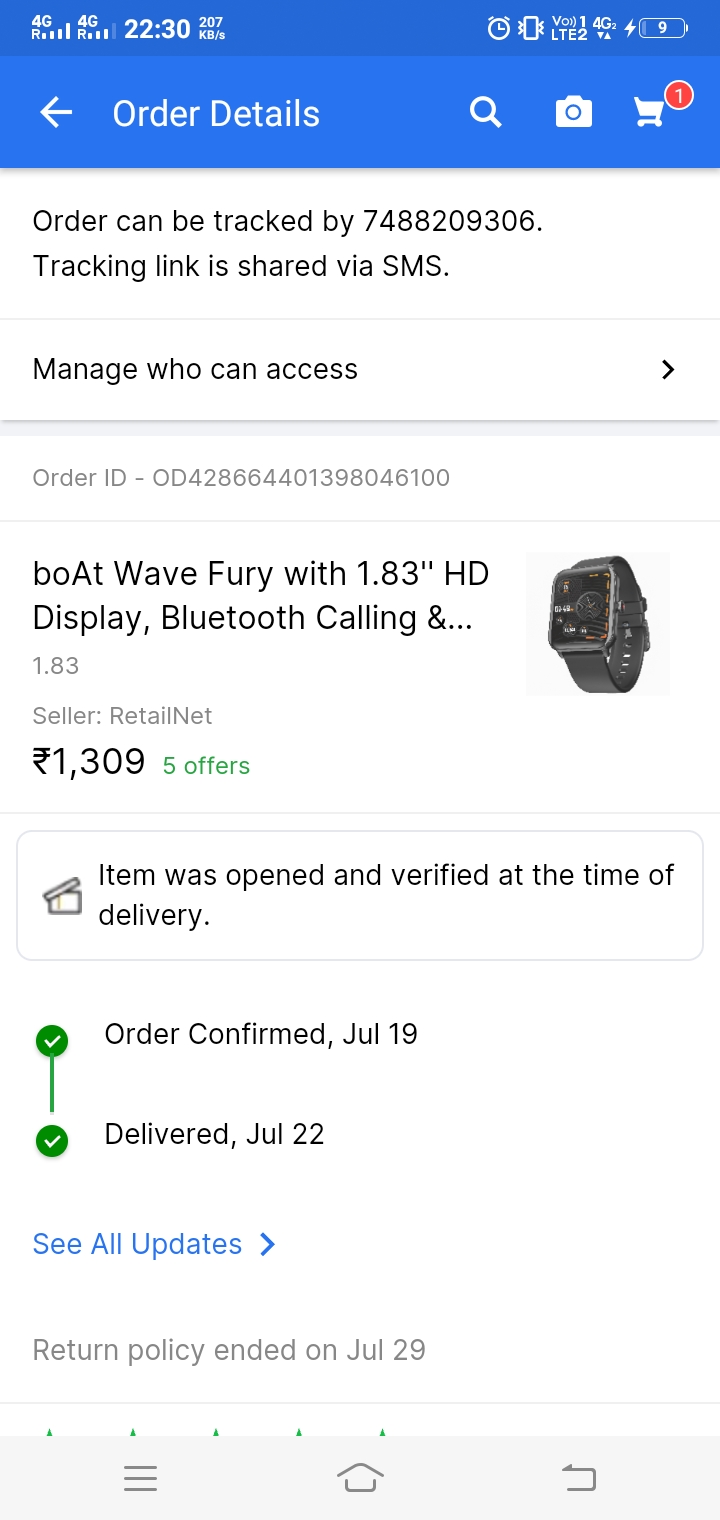 4G 4G 22:30 207 KB/s Vo)) 1 LTE2 4G2 9
R R
Order Details 1
Order can be tracked by 7488209306.
Tracking link is shared via SMS.
Manage who can access
Order ID - OD428664401398046100
boAt Wave Fury with 1.83'' HD
Display, Bluetooth Calling &...
1.83
Seller: RetailNet
₹1,309 5 offers
Item was opened and verified at the time of
delivery.
Order Confirmed, Jul 19
Delivered, Jul 22
See All Updates
Return policy ended on Jul 29